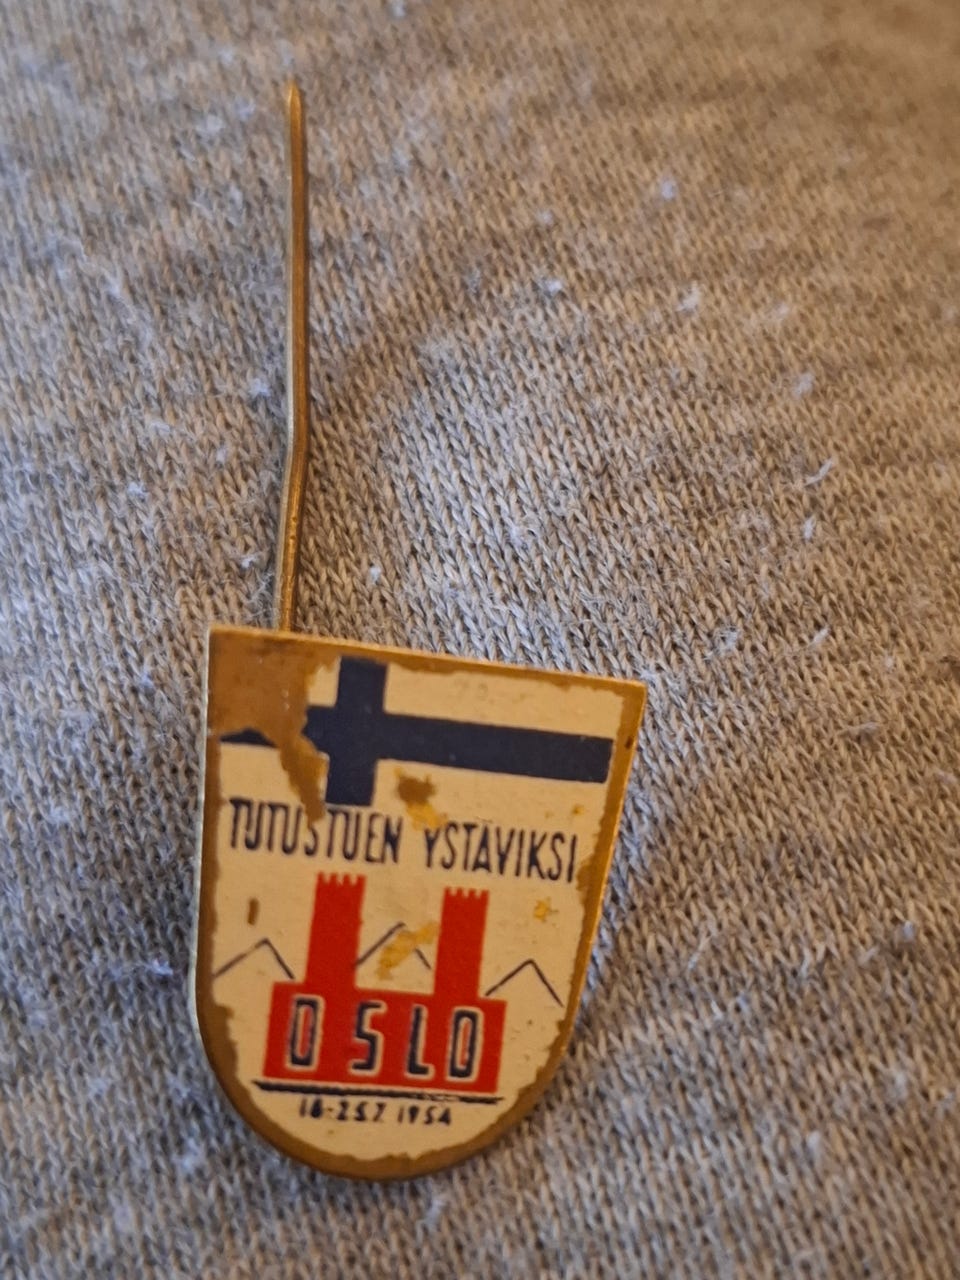 TUTUSTUEN YSTÄVIKSI
OSLO
18-25.7. 1954